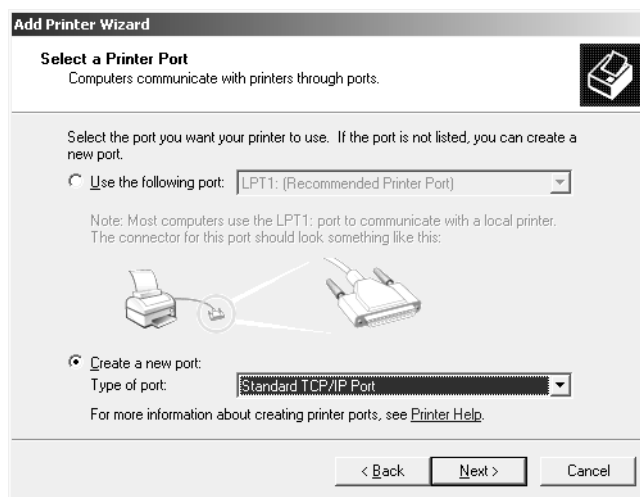 Add Printer Wizard
Select a Printer Port
Computers communicate with printers through ports.
Select the port you want your printer to use. If the port is not listed, you can create a
new port.
Use the following port: LPT1: (Recommended Printer Port)
Note: Most computers use the LPT1: port to communicate with a local printer.
The connector for this port should look something like this:
Create a new port:
Type of port: Standard TCP/IP Port
For more information about creating printer ports, see Printer Help.
< Back Next > Cancel